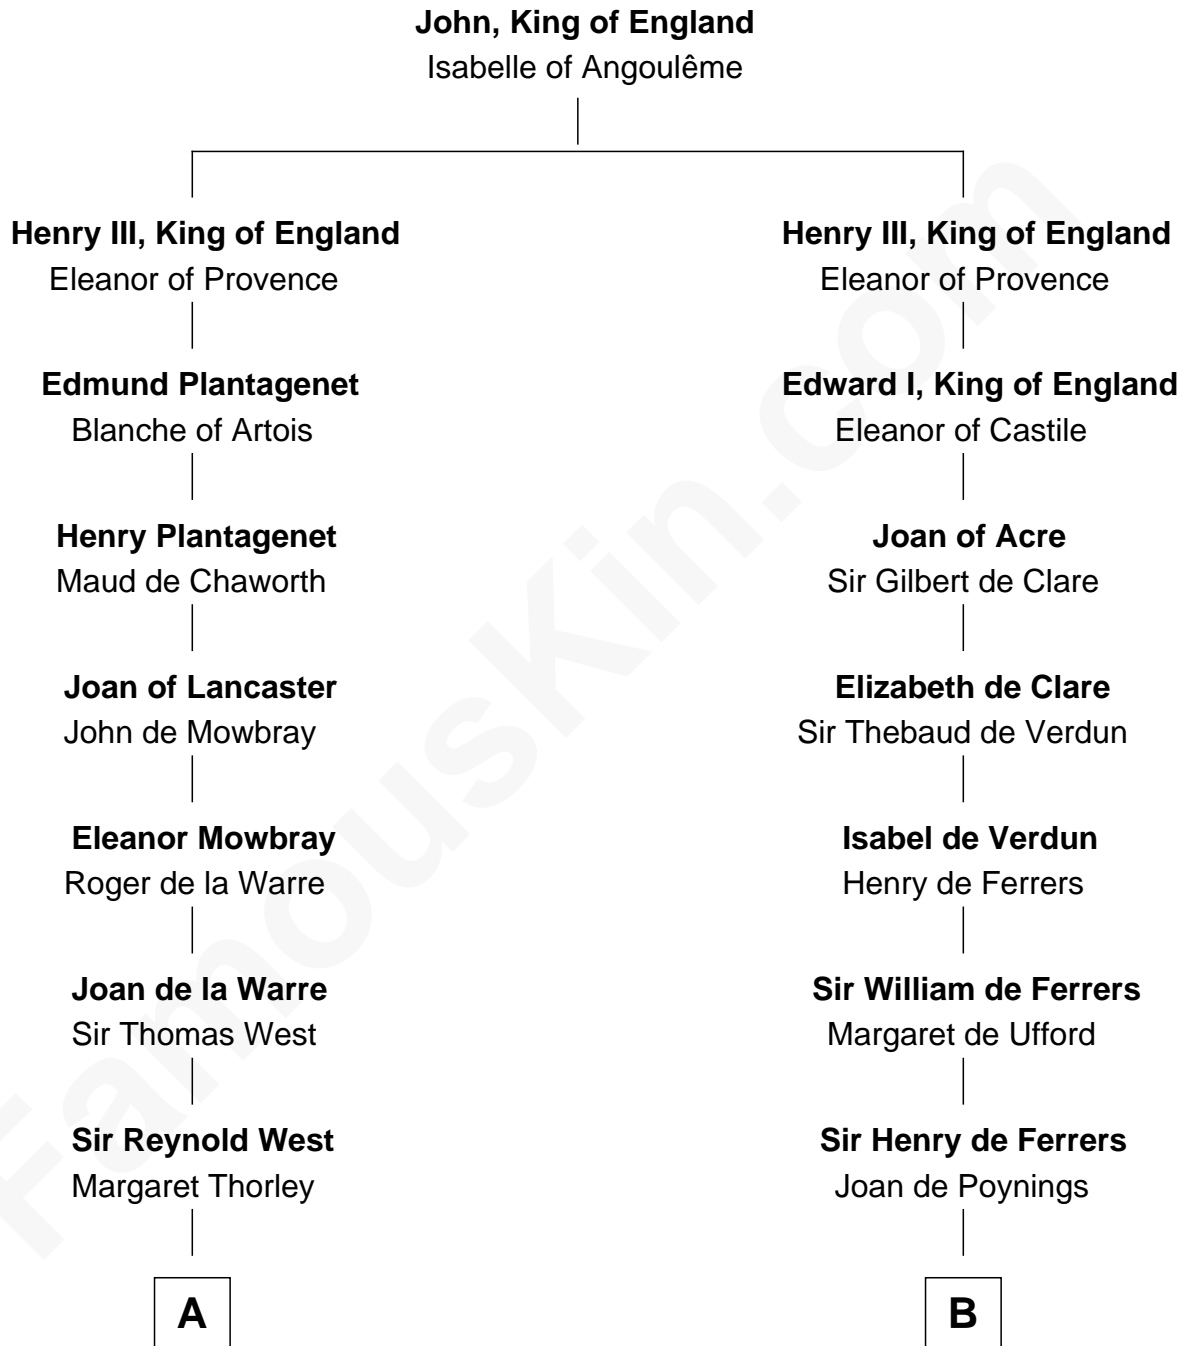 John, King of England
Isabelle of Angoulême
Henry III, King of England
Eleanor of Provence
Henry III, King of England
Eleanor of Provence
Edmund Plantagenet
Blanche of Artois
Edward I, King of England
Eleanor of Castile
Henry Plantagenet
Maud de Chaworth
Joan of Acre
Sir Gilbert de Clare
Joan of Lancaster
John de Mowbray
Elizabeth de Clare
Sir Thebaud de Verdun
Eleanor Mowbray
Roger de la Warre
Isabel de Verdun
Henry de Ferrers
Joan de la Warre
Sir Thomas West
Sir William de Ferrers
Margaret de Ufford
Sir Reynold West
Margaret Thorley
Sir Henry de Ferrers
Joan de Poynings
A
B
FamousKin.com